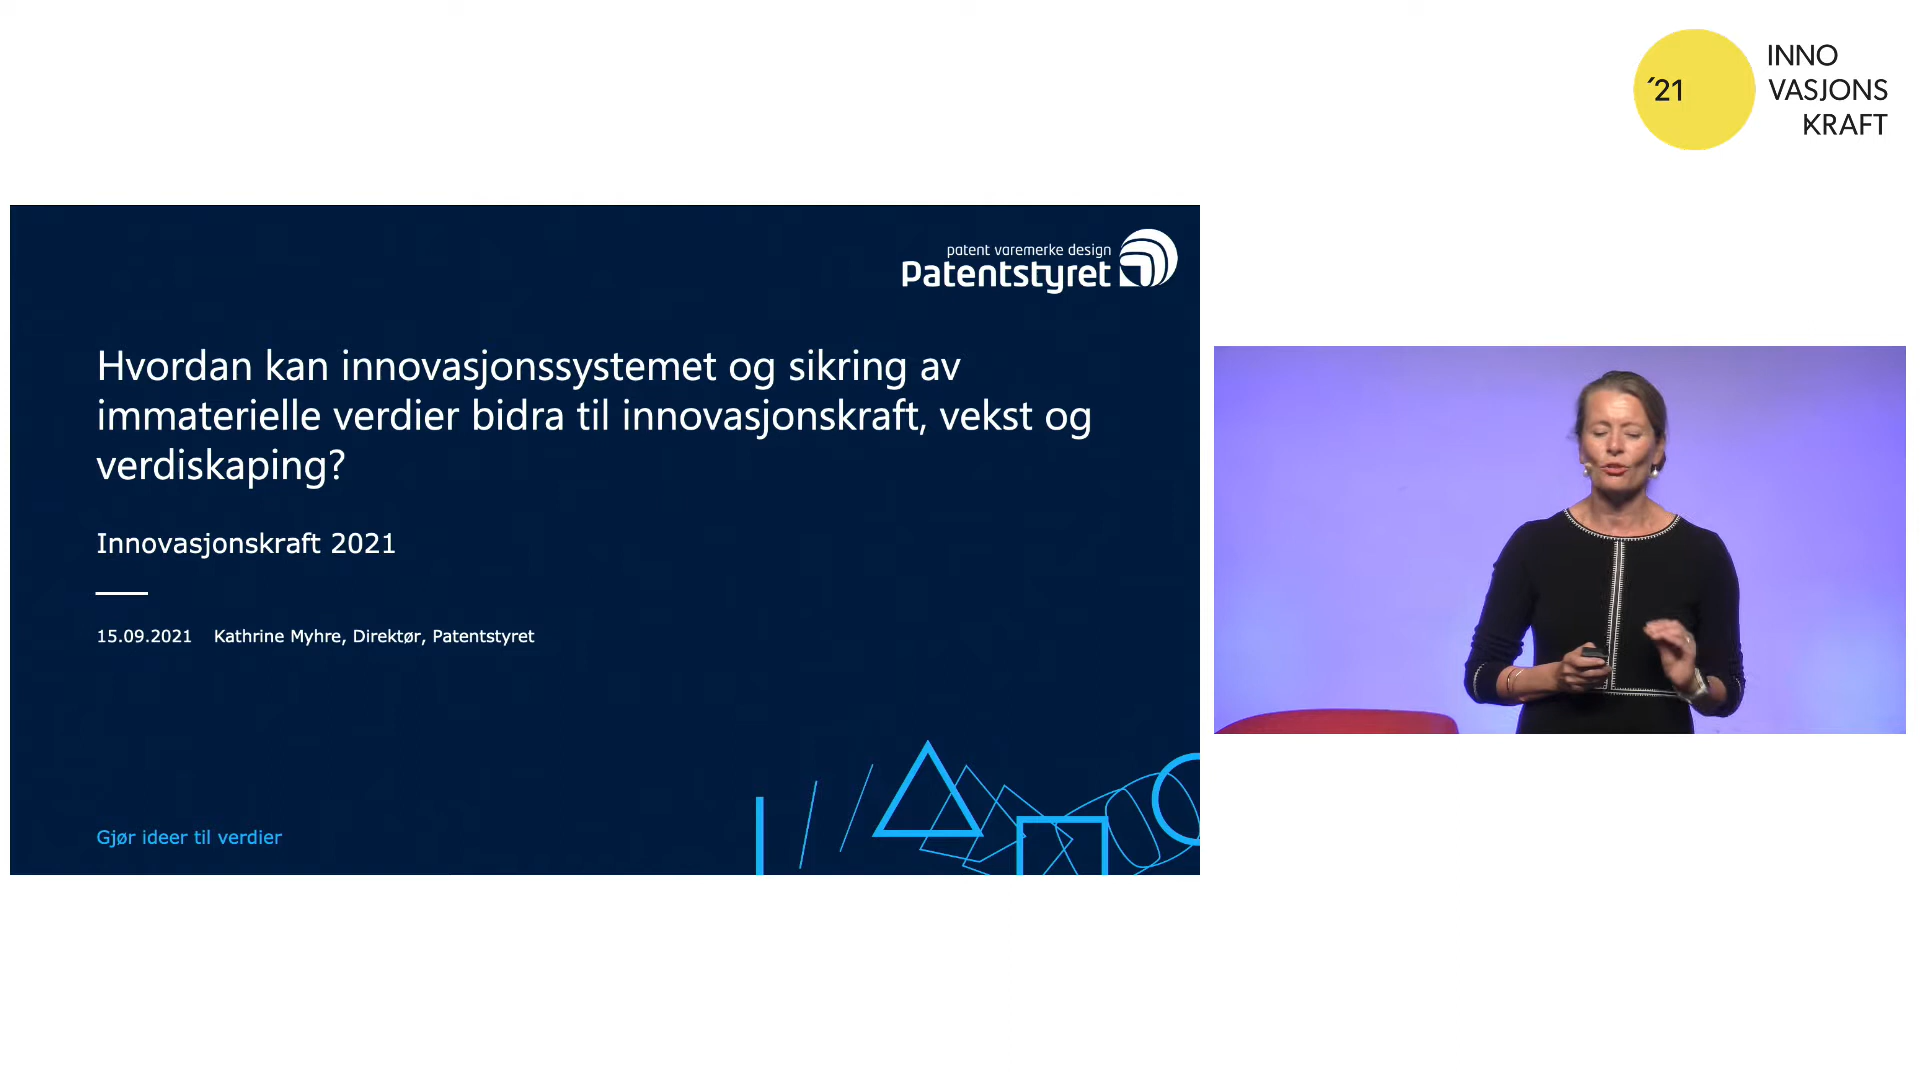 ´21
INNO
VASJONS
KRAFT
patent varemerke design
Patentstyret
Hvordan kan innovasjonssystemet og sikring av
immaterielle verdier bidra til innovasjonskraft, vekst og
verdiskaping?
Innovasjonskraft 2021
15.09.2021 Kathrine Myhre, Direktør, Patentstyret
Gjør ideer til verdier